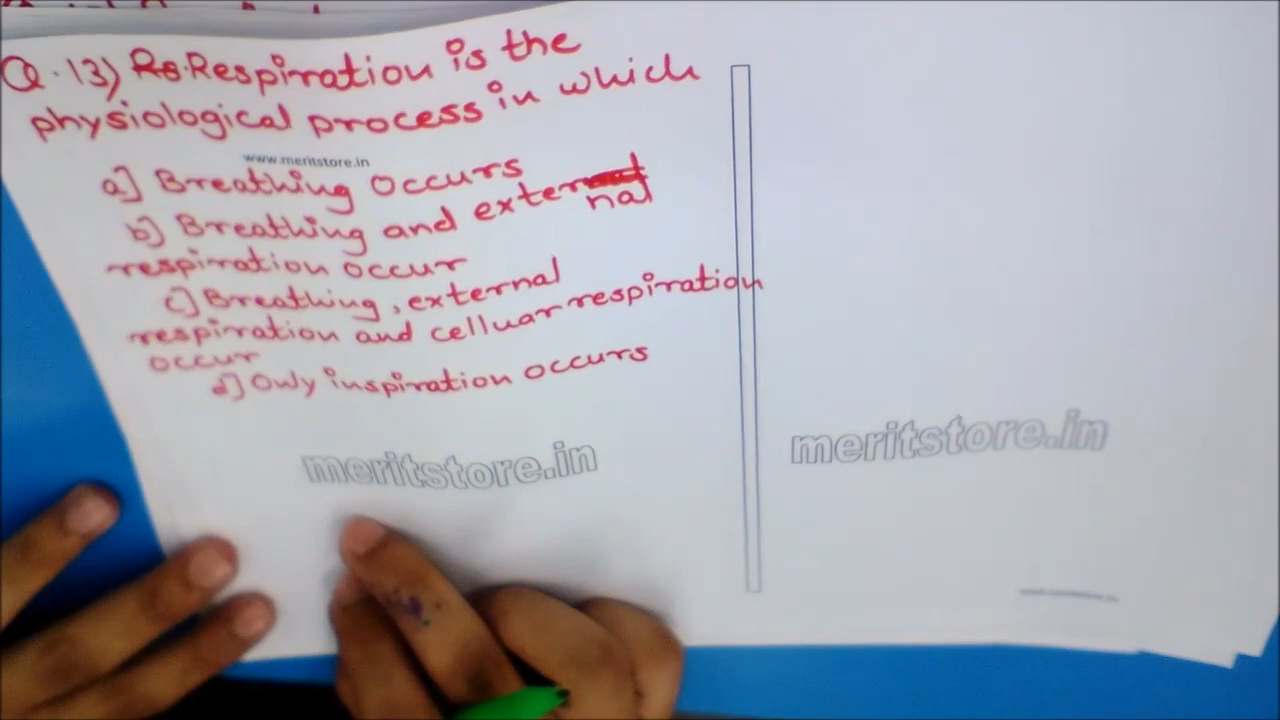 Q.13) Respiration is the
physiological process in which
www.meritstore.in
a] Breathing occurs
b] Breathing and external
respiration occur
c] Breathing, external
respiration and celluar respiration
occur
d] Only inspiration occurs
meritstore.in
meritstore.in